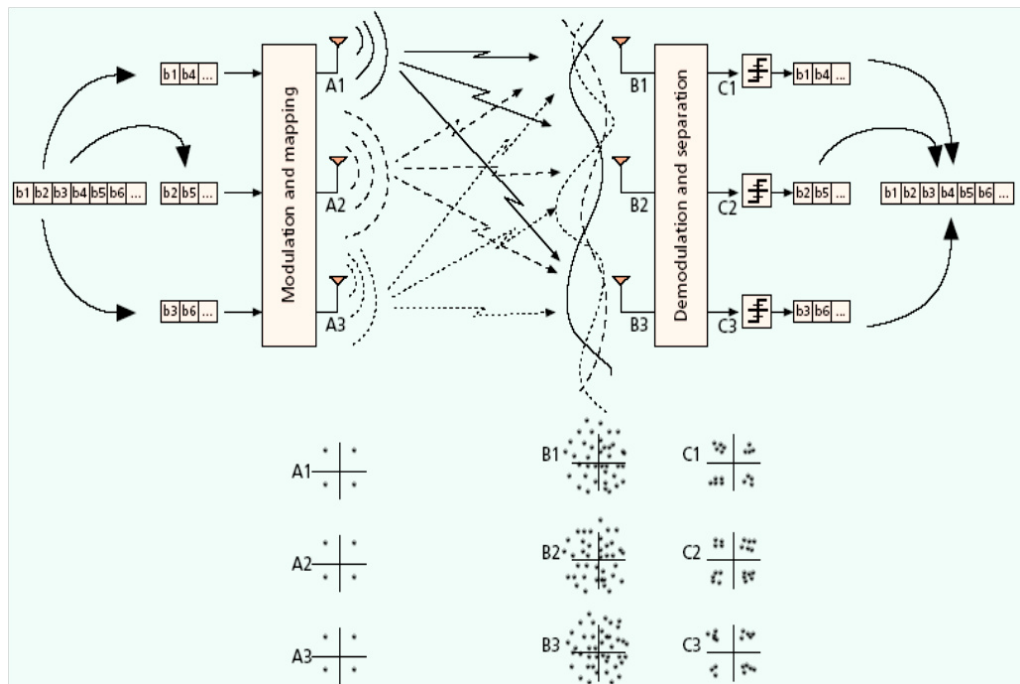 b1 b4 ...
A1
B1
C1
b1 b4 ...
Modulation and mapping
Demodulation and separation
b1 b2 b3 b4 b5 b6 ...
b2 b5 ...
A2
B2
C2
b2 b5 ...
b1 b2 b3 b4 b5 b6 ...
b3 b6 ...
A3
B3
C3
b3 b6 ...
A1
B1
C1
A2
B2
C2
A3
B3
C3